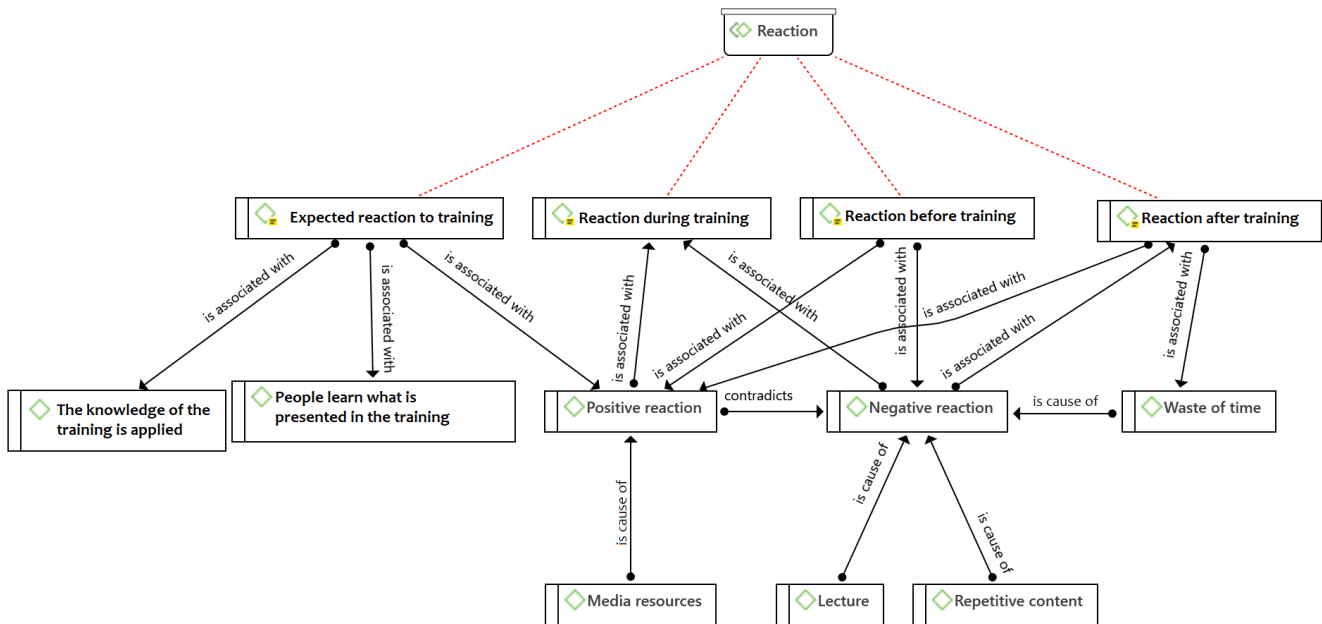 Reaction
Expected reaction to training
Reaction during training
Reaction before training
Reaction after training
is associated with
is associated with
is associated with
is associated with
is associated with
is associated with
is associated with
is associated with
is associated with
is associated with
The knowledge of the
training is applied
People learn what is
presented in the training
Positive reaction
contradicts
Negative reaction
is cause of
Waste of time
is cause of
is cause of
is cause of
Media resources
Lecture
Repetitive content